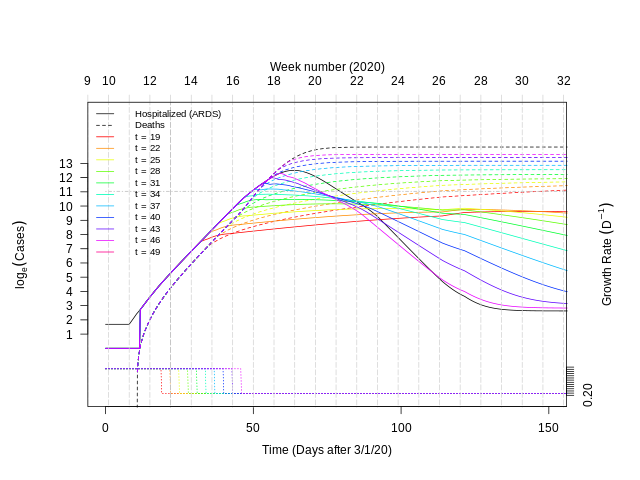 Week number (2020)
9 10 12 14 16 18 20 22 24 26 28 30 32
Hospitalized (ARDS)
Deaths
t = 19
t = 22
t = 25
t = 28
t = 31
t = 34
t = 37
t = 40
t = 43
t = 46
t = 49
13
12
11
10
9
8
7
6
5
4
3
2
1
logₑ(Cases)
Growth Rate (D⁻¹)
0.20
0 50 100 150
Time (Days after 3/1/20)